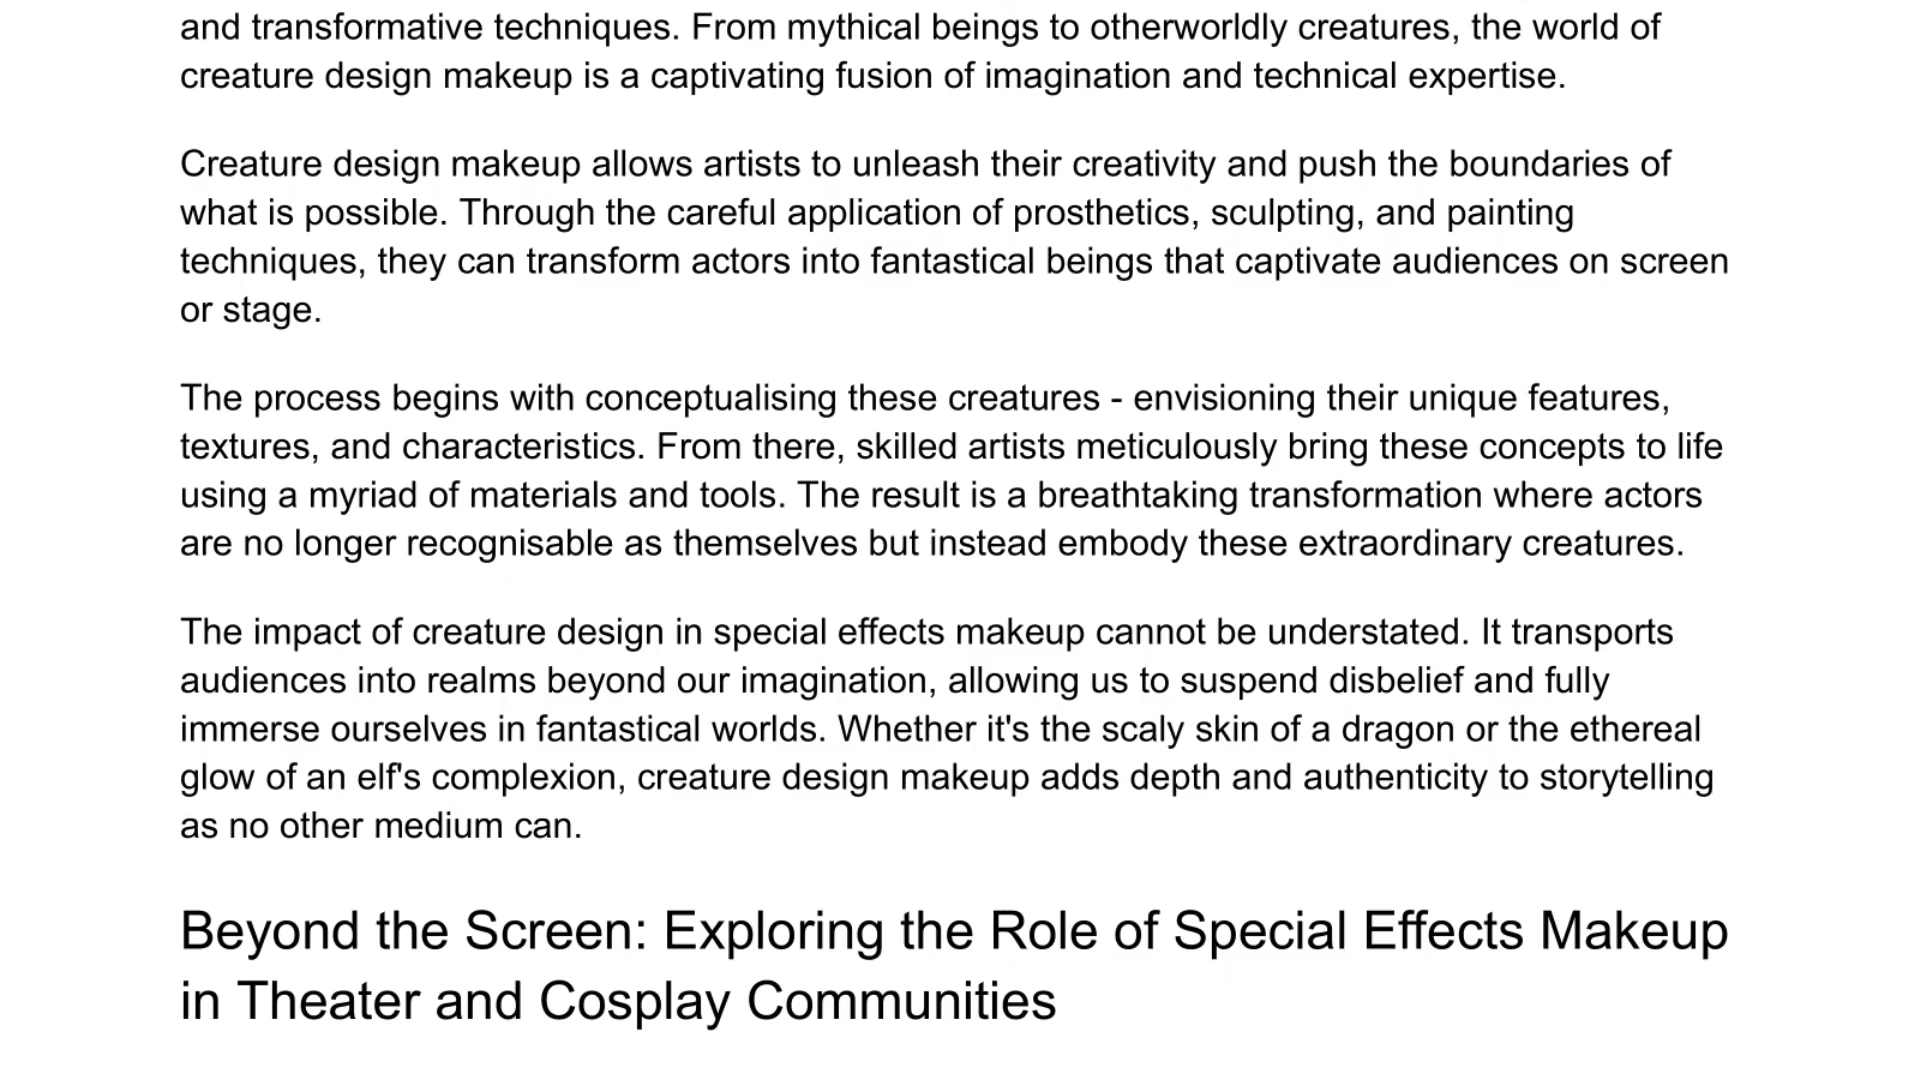 and transformative techniques. From mythical beings to otherworldly creatures, the world of
creature design makeup is a captivating fusion of imagination and technical expertise.
Creature design makeup allows artists to unleash their creativity and push the boundaries of
what is possible. Through the careful application of prosthetics, sculpting, and painting
techniques, they can transform actors into fantastical beings that captivate audiences on screen
or stage.
The process begins with conceptualising these creatures - envisioning their unique features,
textures, and characteristics. From there, skilled artists meticulously bring these concepts to life
using a myriad of materials and tools. The result is a breathtaking transformation where actors
are no longer recognisable as themselves but instead embody these extraordinary creatures.
The impact of creature design in special effects makeup cannot be understated. It transports
audiences into realms beyond our imagination, allowing us to suspend disbelief and fully
immerse ourselves in fantastical worlds. Whether it's the scaly skin of a dragon or the ethereal
glow of an elf's complexion, creature design makeup adds depth and authenticity to storytelling
as no other medium can.
Beyond the Screen: Exploring the Role of Special Effects Makeup
in Theater and Cosplay Communities